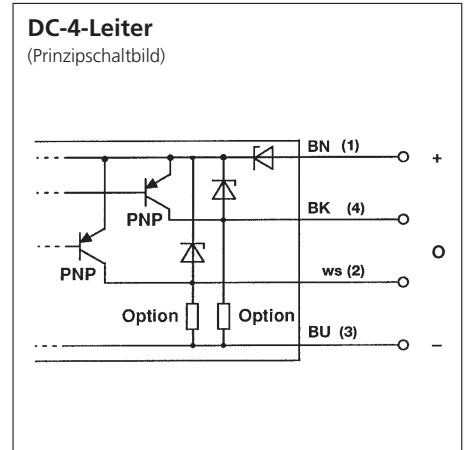 DC-4-Leiter
(Prinzipschaltbild)
BN (1)
+
BK (4)
PNP
O
PNP
ws (2)
Option
Option
BU (3)
–